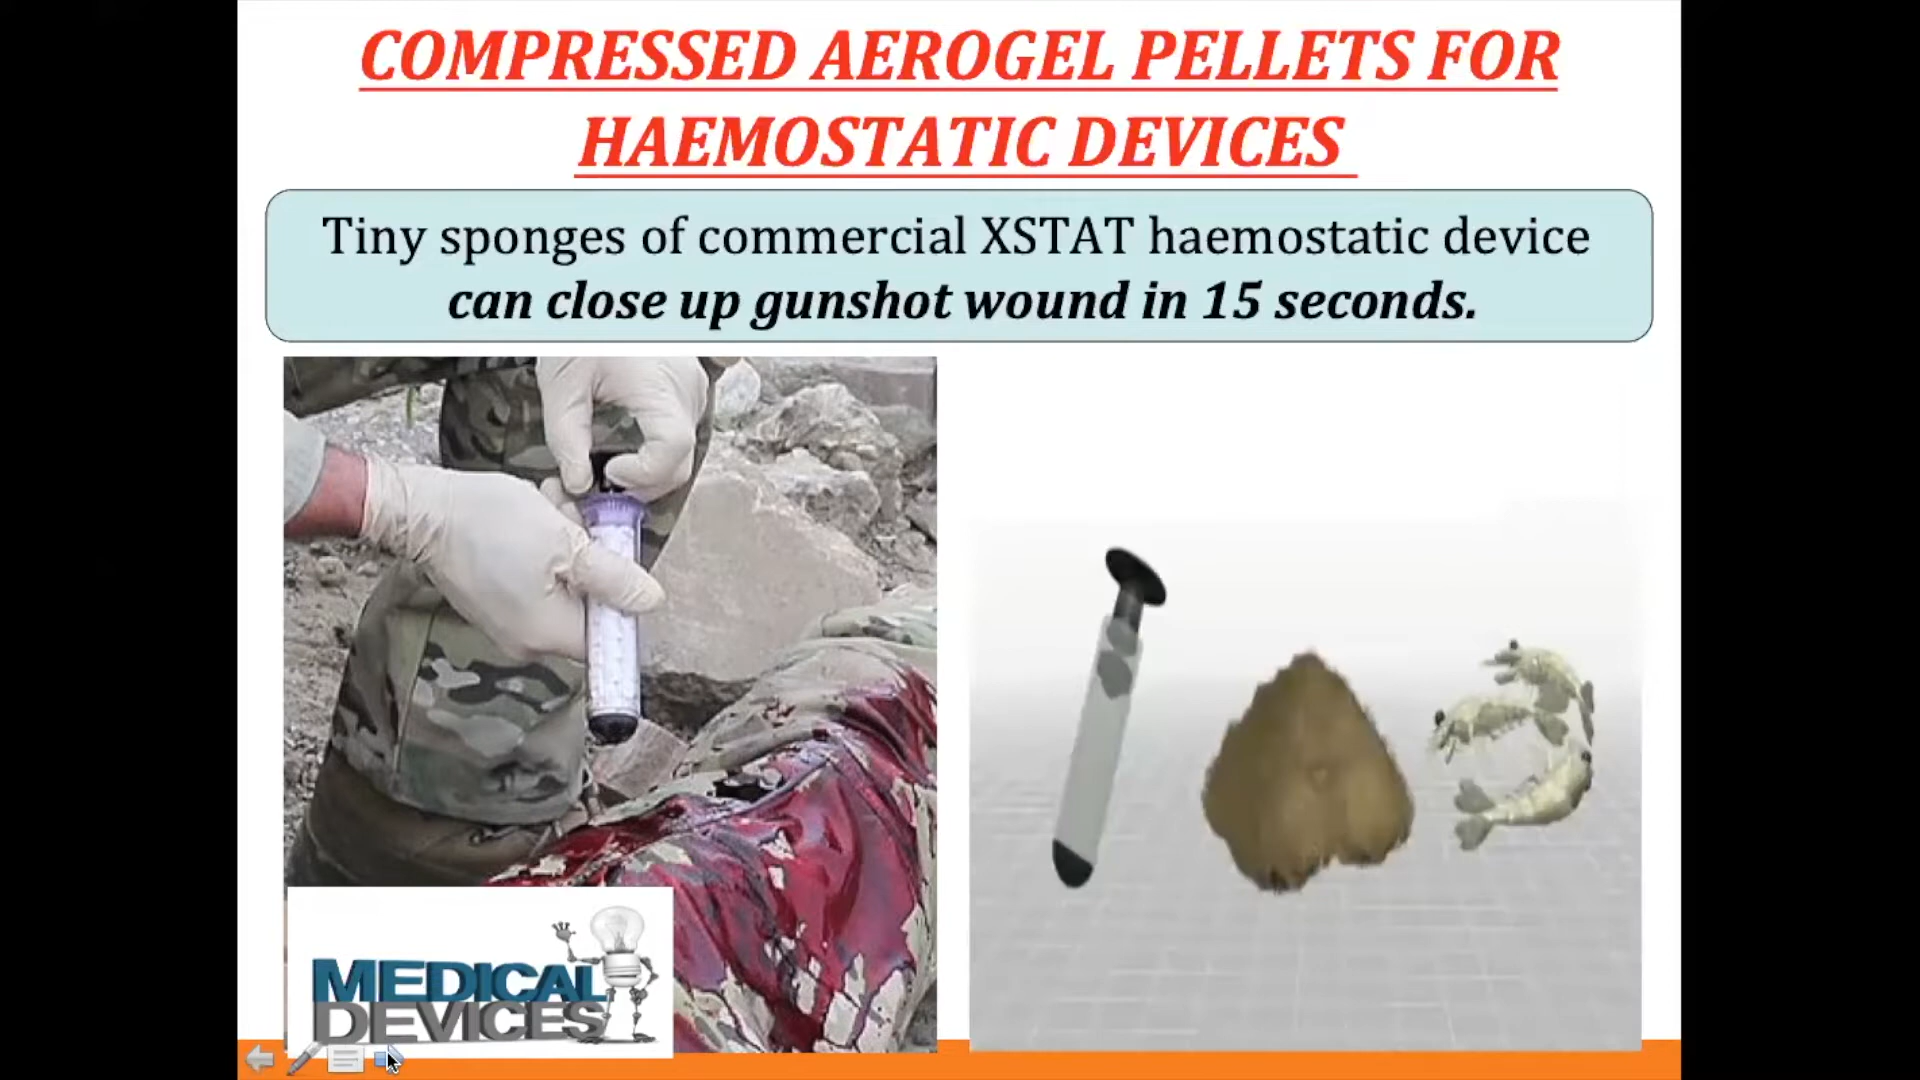 COMPRESSED AEROGEL PELLETS FOR
HAEMOSTATIC DEVICES
Tiny sponges of commercial XSTAT haemostatic device
can close up gunshot wound in 15 seconds.
MEDICAL
DEVICES